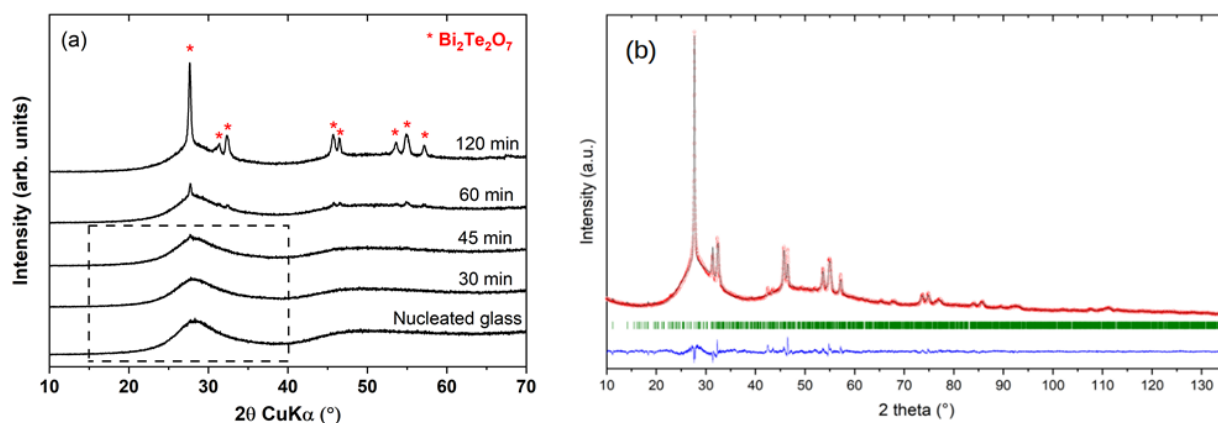 (a)
* Bi₂Te₂O₇
120 min
60 min
45 min
30 min
Nucleated glass
Intensity (arb. units)
10 20 30 40 50 60 70
2θ CuKα (°)
(b)
Intensity (a.u.)
10 20 30 40 50 60 70 80 90 100 110 120 130
2 theta (°)